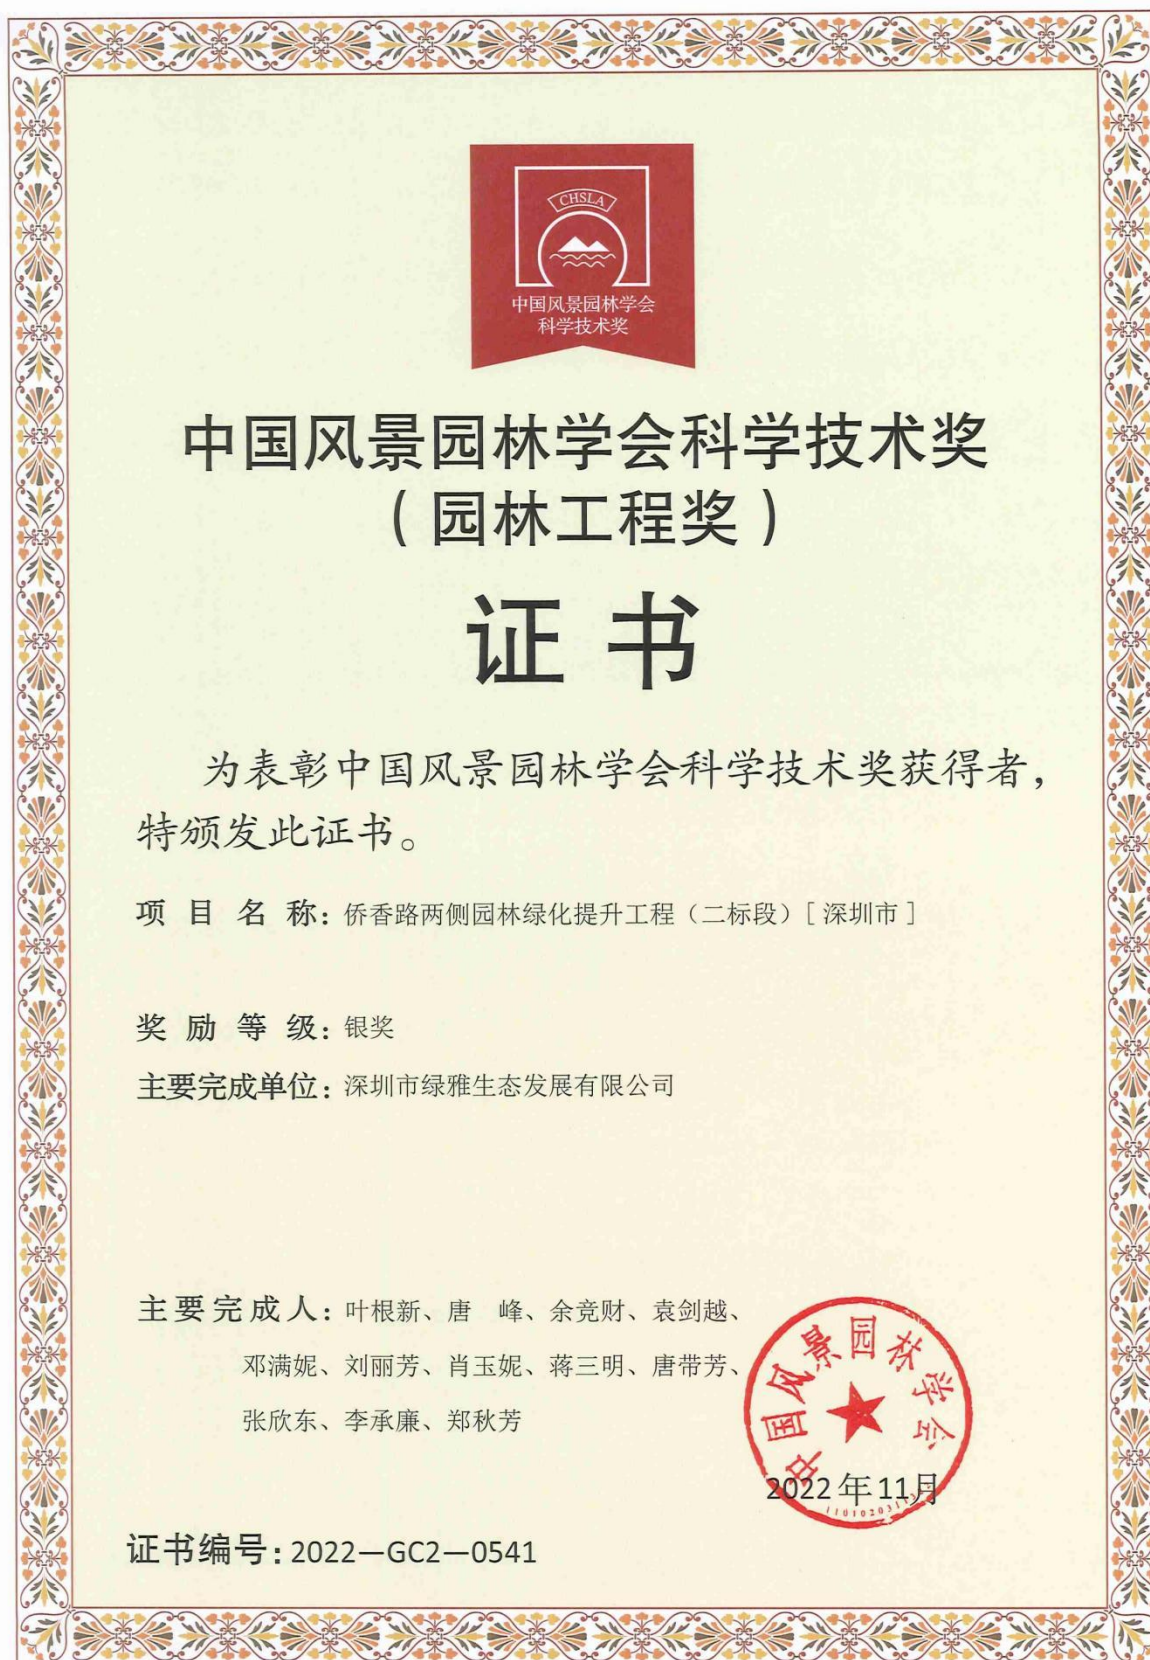 CHSLA
中国风景园林学会
科学技术奖
中国风景园林学会科学技术奖
（园林工程奖）
证书
为表彰中国风景园林学会科学技术奖获得者，
特颁发此证书。
项目名称：侨香路两侧园林绿化提升工程（二标段）[深圳市]
奖励等级：银奖
主要完成单位：深圳市绿雅生态发展有限公司
主要完成人：叶根新、唐　峰、余竞财、袁剑越、
邓满妮、刘丽芳、肖玉妮、蒋三明、唐带芳、
张欣东、李承廉、郑秋芳
中国风景园林学会
2022年11月
证书编号：2022—GC2—0541